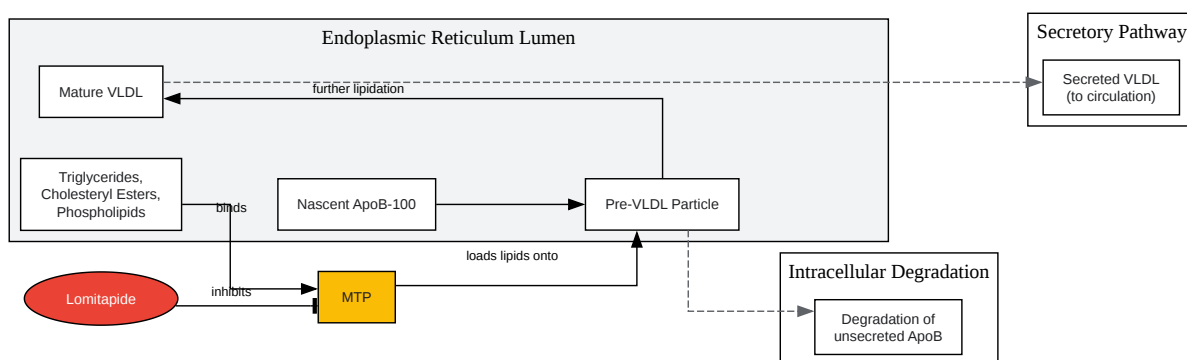 Endoplasmic Reticulum Lumen
Secretory Pathway
Mature VLDL
further lipidation
Secreted VLDL
(to circulation)
Triglycerides,
Cholesteryl Esters,
Phospholipids
binds
Nascent ApoB-100
Pre-VLDL Particle
loads lipids onto
Intracellular Degradation
Lomitapide
inhibits
MTP
Degradation of
unsecreted ApoB